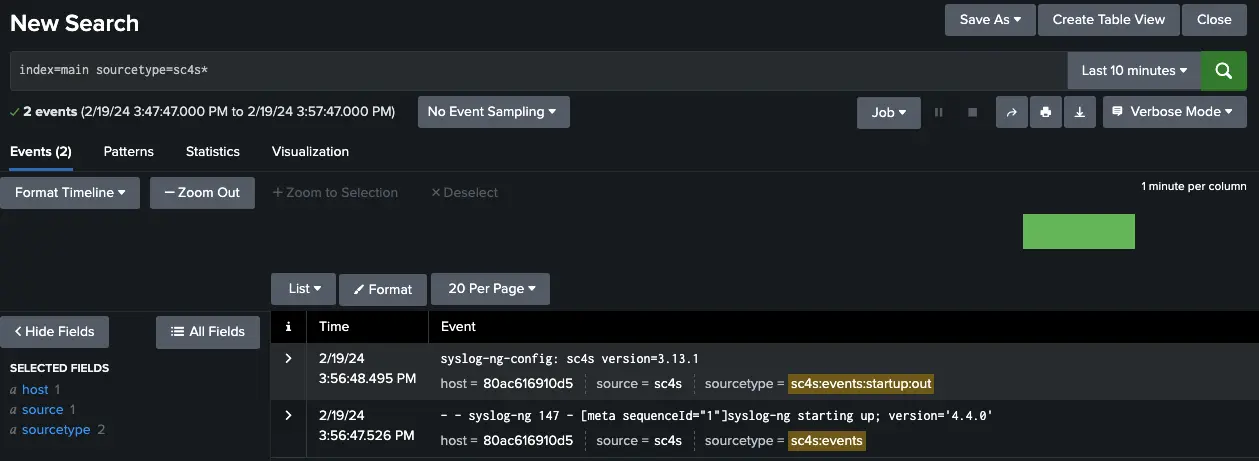 New Search
Save As
Create Table View
Close
index=main sourcetype=sc4s*
Last 10 minutes
2 events (2/19/24 3:47:47.000 PM to 2/19/24 3:57:47.000 PM)
No Event Sampling
Job
Verbose Mode
Events (2)
Patterns
Statistics
Visualization
Format Timeline
— Zoom Out
+ Zoom to Selection
× Deselect
1 minute per column
List
Format
20 Per Page
< Hide Fields
All Fields
i
Time
Event
SELECTED FIELDS
a host 1
a source 1
a sourcetype 2
2/19/24
3:56:48.495 PM
syslog-ng-config: sc4s version=3.13.1
host = 80ac616910d5 source = sc4s sourcetype = sc4s:events:startup:out
2/19/24
3:56:47.526 PM
- - syslog-ng 147 - [meta sequenceId="1"]syslog-ng starting up; version='4.4.0'
host = 80ac616910d5 source = sc4s sourcetype = sc4s:events